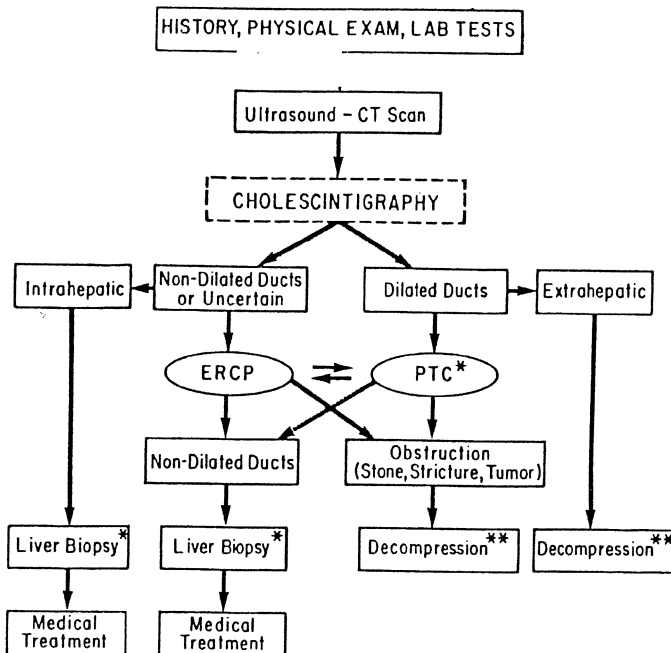 HISTORY, PHYSICAL EXAM, LAB TESTS
Ultrasound – CT Scan
CHOLESCINTIGRAPHY
Intrahepatic
Non-Dilated Ducts
or Uncertain
Dilated Ducts
Extrahepatic
ERCP
PTC*
Non-Dilated Ducts
Obstruction
(Stone, Stricture, Tumor)
Liver Biopsy*
Liver Biopsy*
Decompression**
Decompression**
Medical
Treatment
Medical
Treatment